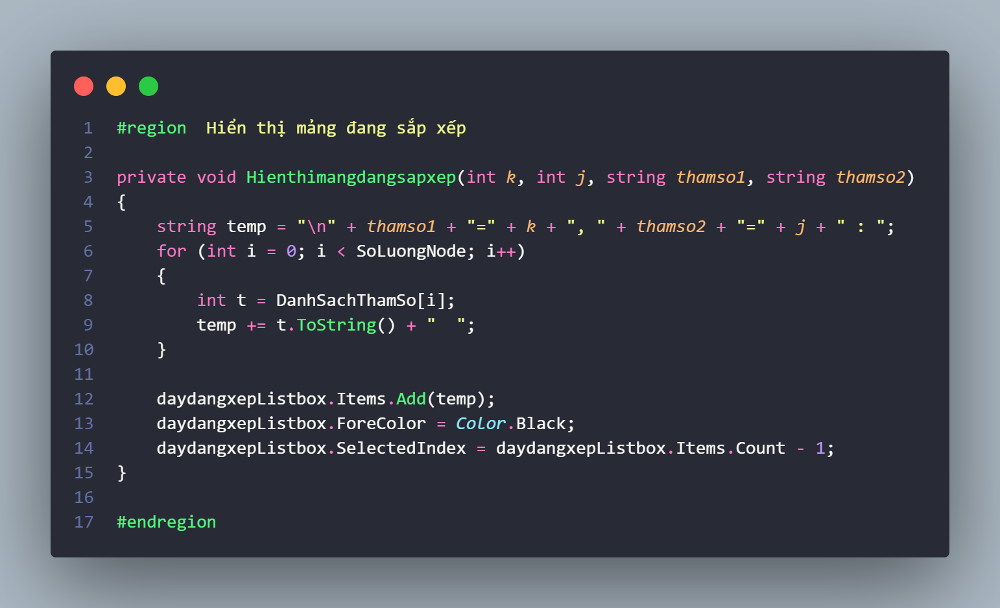 1 #region  Hiển thị mảng đang sắp xếp
2
3 private void Hienthimangdangsapxep(int k, int j, string thamso1, string thamso2)
4 {
5     string temp = "\n" + thamso1 + "=" + k + ", " + thamso2 + "=" + j + " : ";
6     for (int i = 0; i < SoLuongNode; i++)
7     {
8         int t = DanhSachThamSo[i];
9         temp += t.ToString() + "  ";
10     }
11
12     daydangxepListbox.Items.Add(temp);
13     daydangxepListbox.ForeColor = Color.Black;
14     daydangxepListbox.SelectedIndex = daydangxepListbox.Items.Count - 1;
15 }
16
17 #endregion